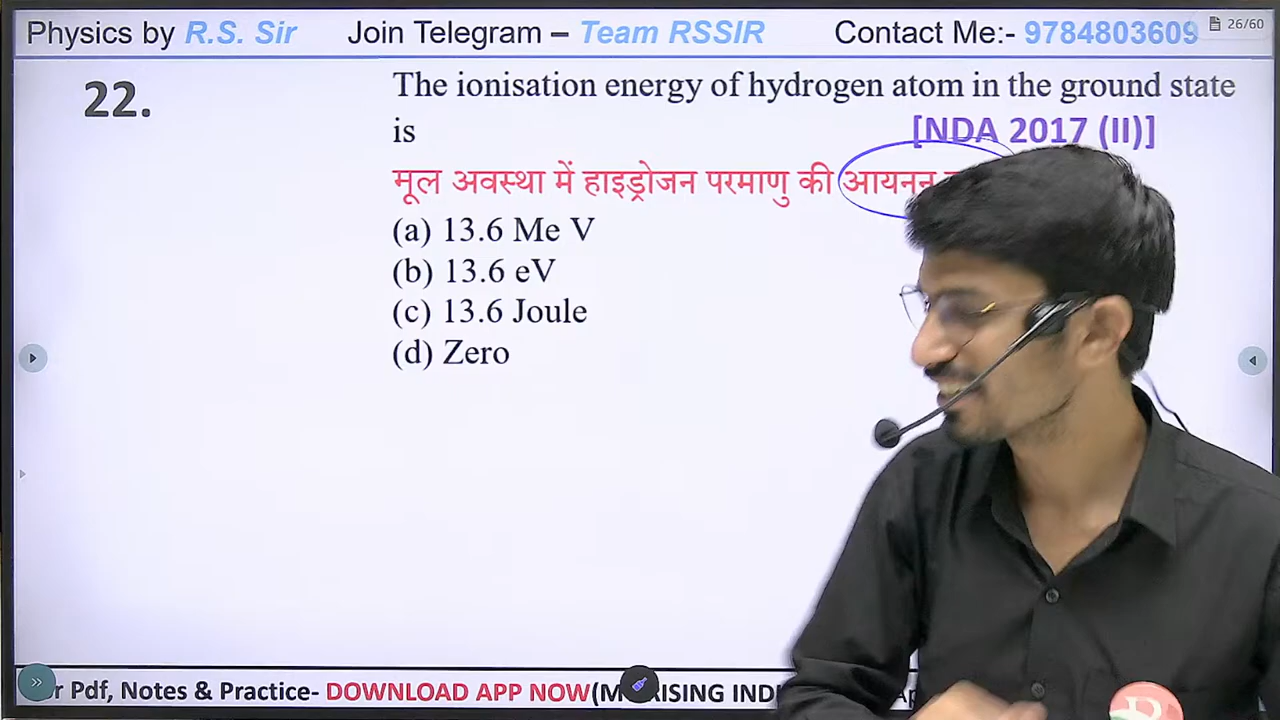 Physics by R.S. Sir Join Telegram – Team RSSIR Contact Me:- 9784803609 26/60
22. The ionisation energy of hydrogen atom in the ground state
is [NDA 2017 (II)]
मूल अवस्था में हाइड्रोजन परमाणु की आयनन
(a) 13.6 Me V
(b) 13.6 eV
(c) 13.6 Joule
(d) Zero
r Pdf, Notes & Practice- DOWNLOAD APP NOW